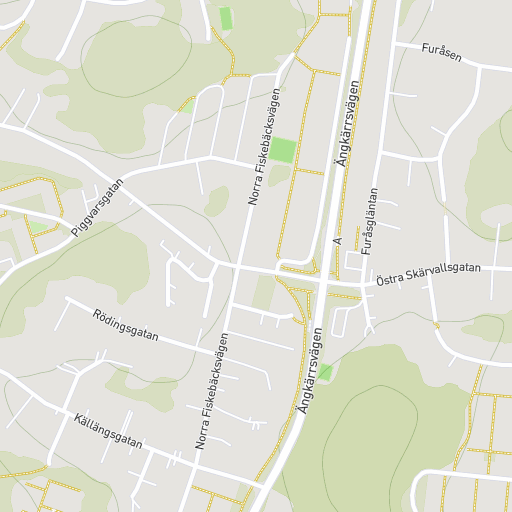 Furåsen
Ängkärrsvägen
Norra Fiskebäcksvägen
Piggvarsgatan
Furåsgläntan
A
Östra Skärvallsgatan
Rödingsgatan
Norra Fiskebäcksvägen
Ängkärrsvägen
Källängsgatan